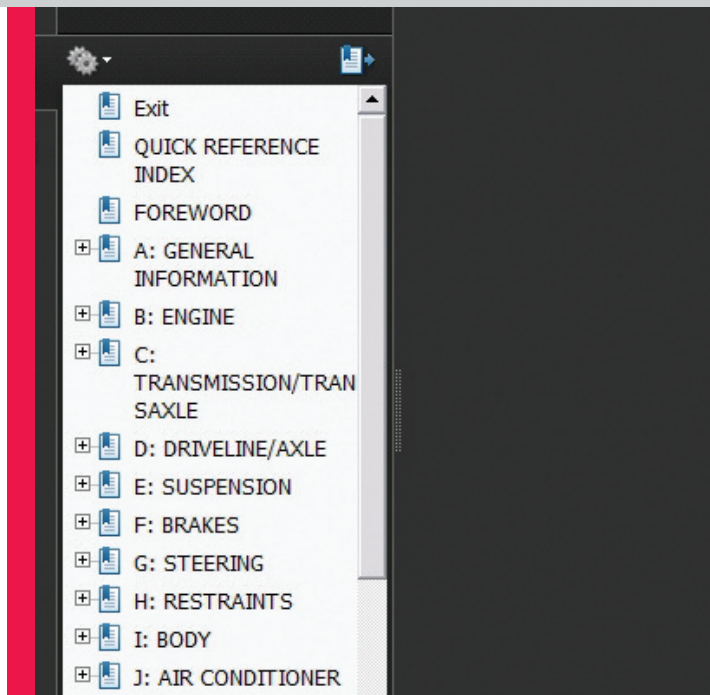 Exit
QUICK REFERENCE
INDEX
FOREWORD
A: GENERAL
INFORMATION
B: ENGINE
C:
TRANSMISSION/TRAN
SAXLE
D: DRIVELINE/AXLE
E: SUSPENSION
F: BRAKES
G: STEERING
H: RESTRAINTS
I: BODY
J: AIR CONDITIONER